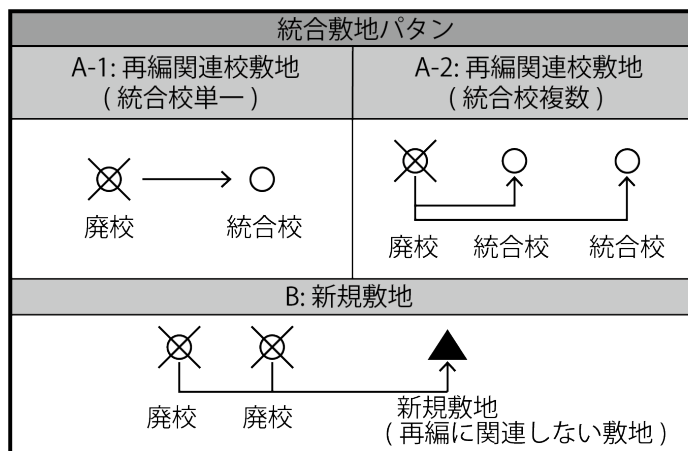 統合敷地パタン
A-1: 再編関連校敷地
( 統合校単一 )
A-2: 再編関連校敷地
( 統合校複数 )
廃校
統合校
廃校
統合校
統合校
B: 新規敷地
廃校
廃校
新規敷地
( 再編に関連しない敷地 )